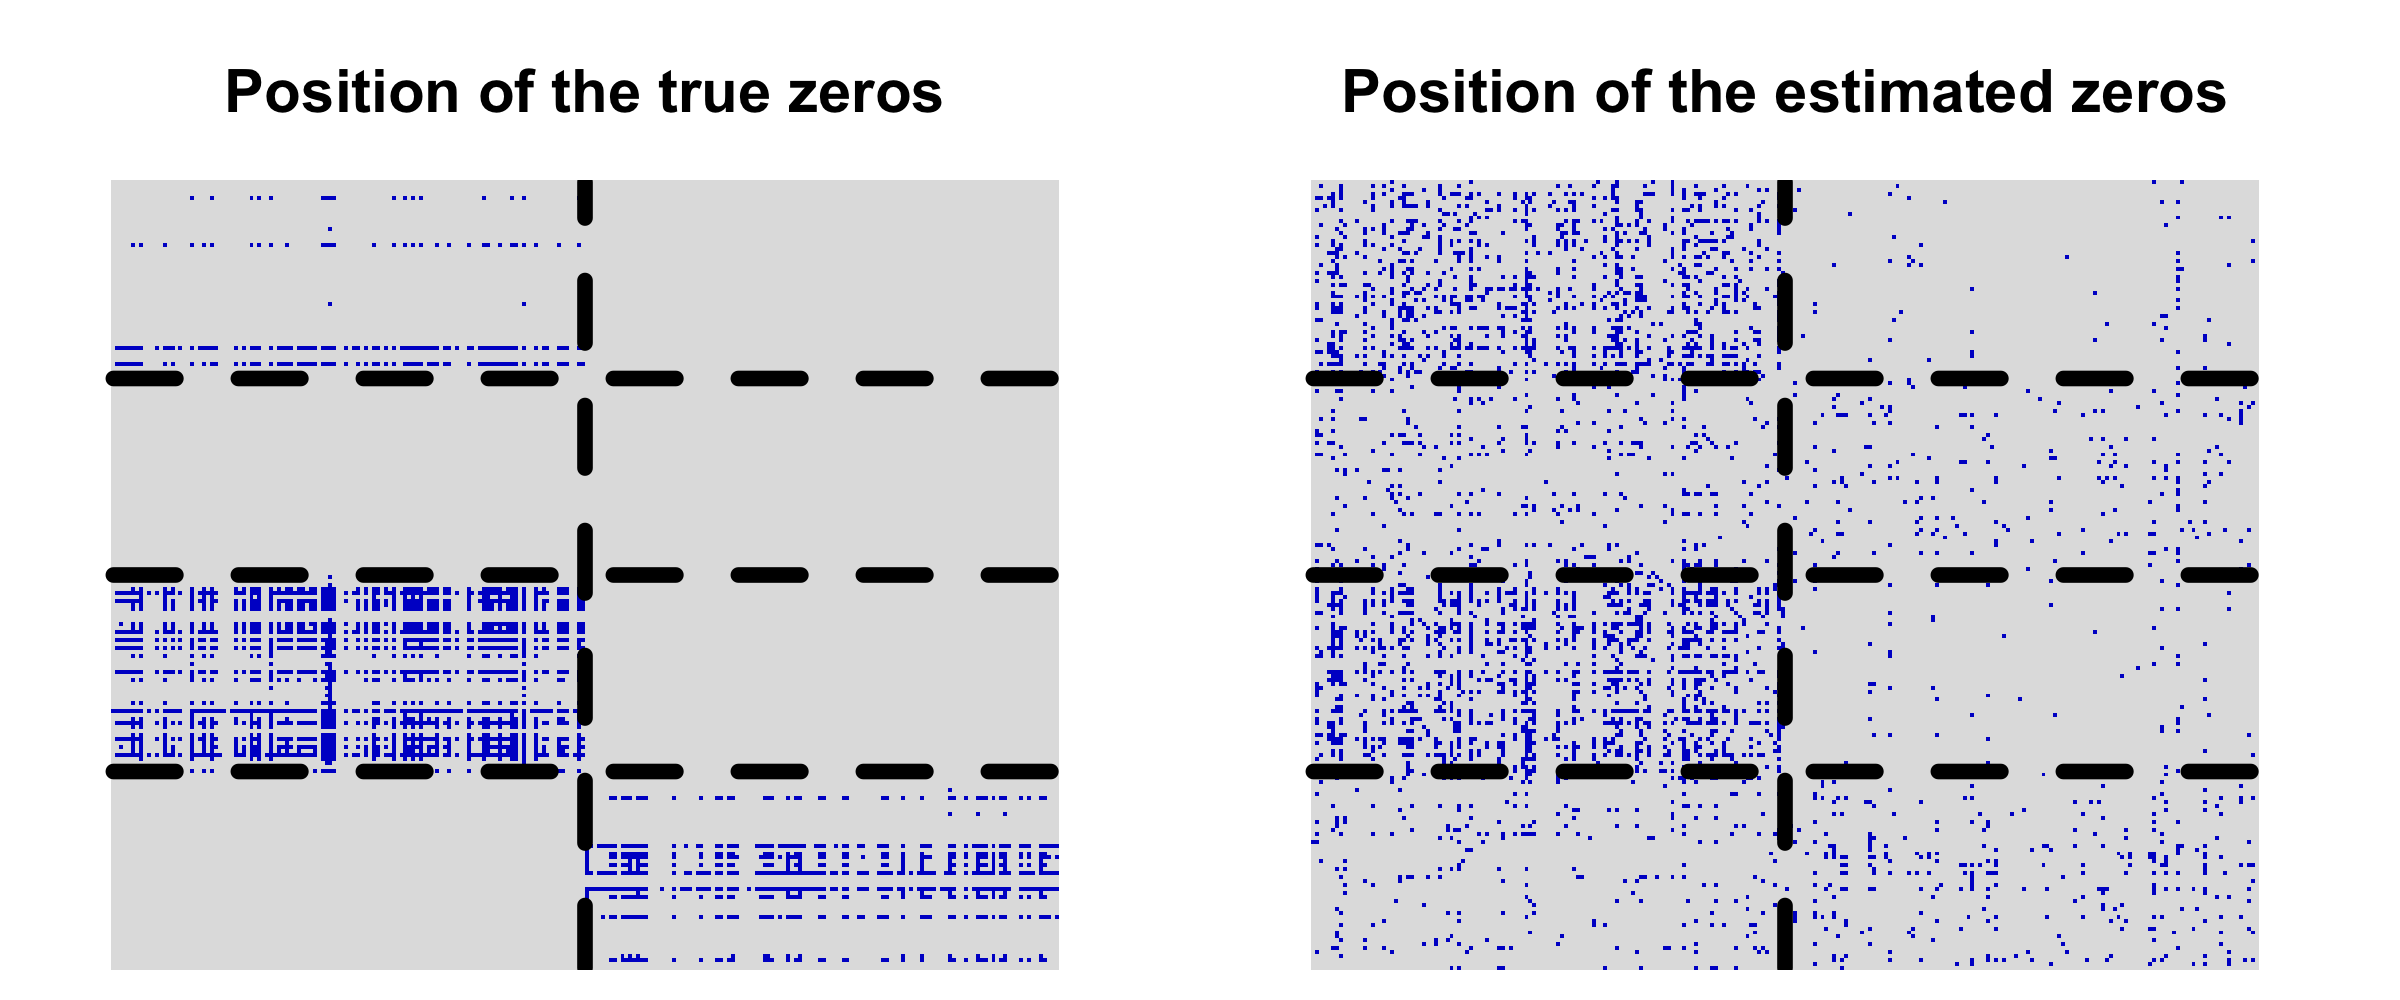 Position of the true zeros
Position of the estimated zeros